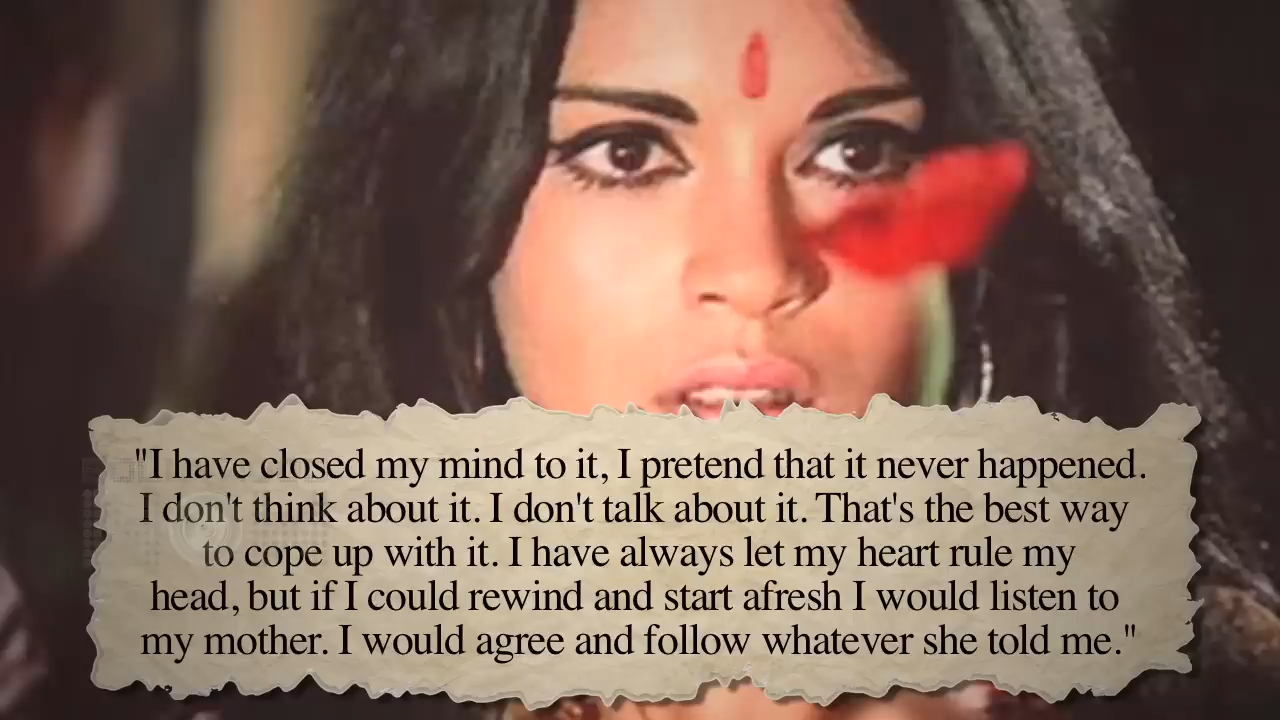 "I have closed my mind to it, I pretend that it never happened.
I don't think about it. I don't talk about it. That's the best way
to cope up with it. I have always let my heart rule my
head, but if I could rewind and start afresh I would listen to
my mother. I would agree and follow whatever she told me."